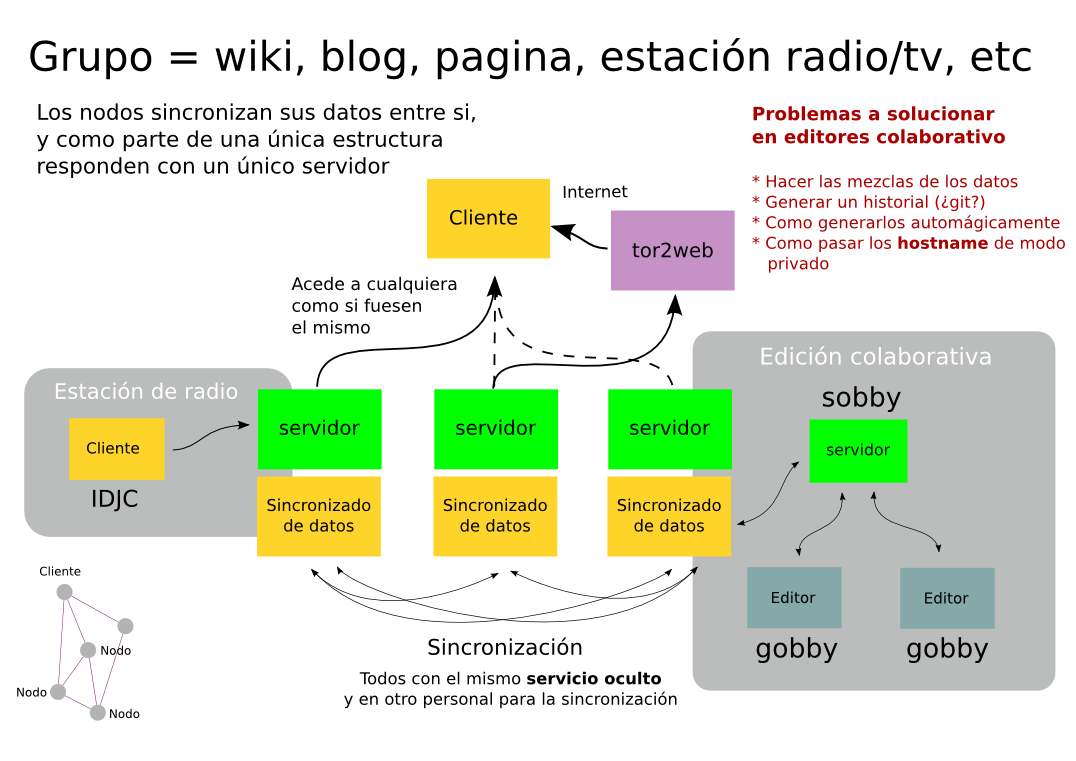 Grupo = wiki, blog, pagina, estación radio/tv, etc
Los nodos sincronizan sus datos entre si,
y como parte de una única estructura
responden con un único servidor
Problemas a solucionar
en editores colaborativo
* Hacer las mezclas de los datos
* Generar un historial (¿git?)
* Como generarlos automágicamente
* Como pasar los hostname de modo
privado
Internet
Cliente
tor2web
Acede a cualquiera
como si fuesen
el mismo
Estación de radio
Cliente
IDJC
servidor
servidor
servidor
Sincronizado
de datos
Sincronizado
de datos
Sincronizado
de datos
Edición colaborativa
sobby
servidor
Editor
Editor
gobby
gobby
Sincronización
Todos con el mismo servicio oculto
y en otro personal para la sincronización
Cliente
Nodo
Nodo
Nodo